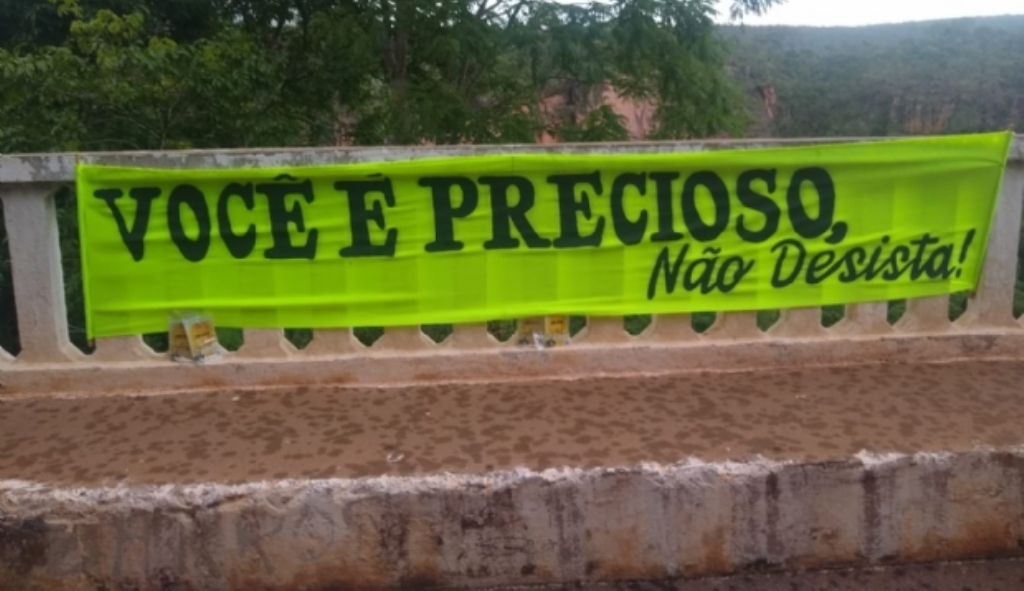 VOCÊ É PRECIOSO,
Não Desista!